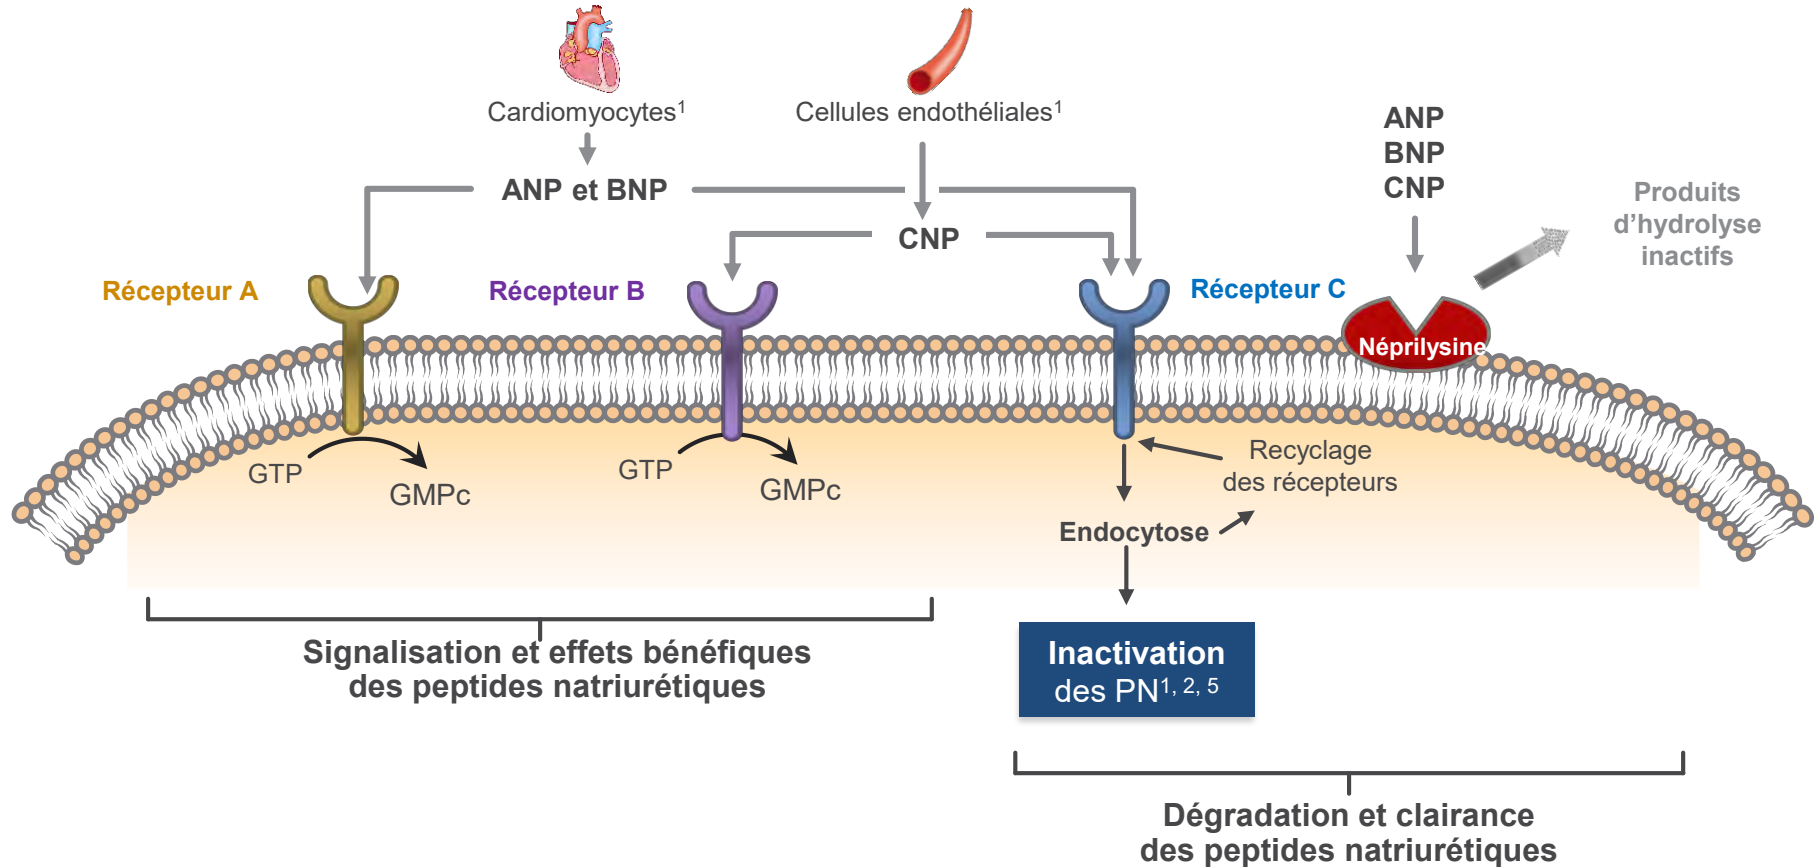 Cardiomyocytes1
Cellules endothéliales1
ANP
BNP
CNP
ANP et BNP
CNP
Produits
d’hydrolyse
inactifs
Récepteur A
Récepteur B
Récepteur C
Néprilysine
GTP
GMPc
GTP
GMPc
Recyclage
des récepteurs
Endocytose
Signalisation et effets bénéfiques
des peptides natriurétiques
Inactivation
des PN1, 2, 5
Dégradation et clairance
des peptides natriurétiques